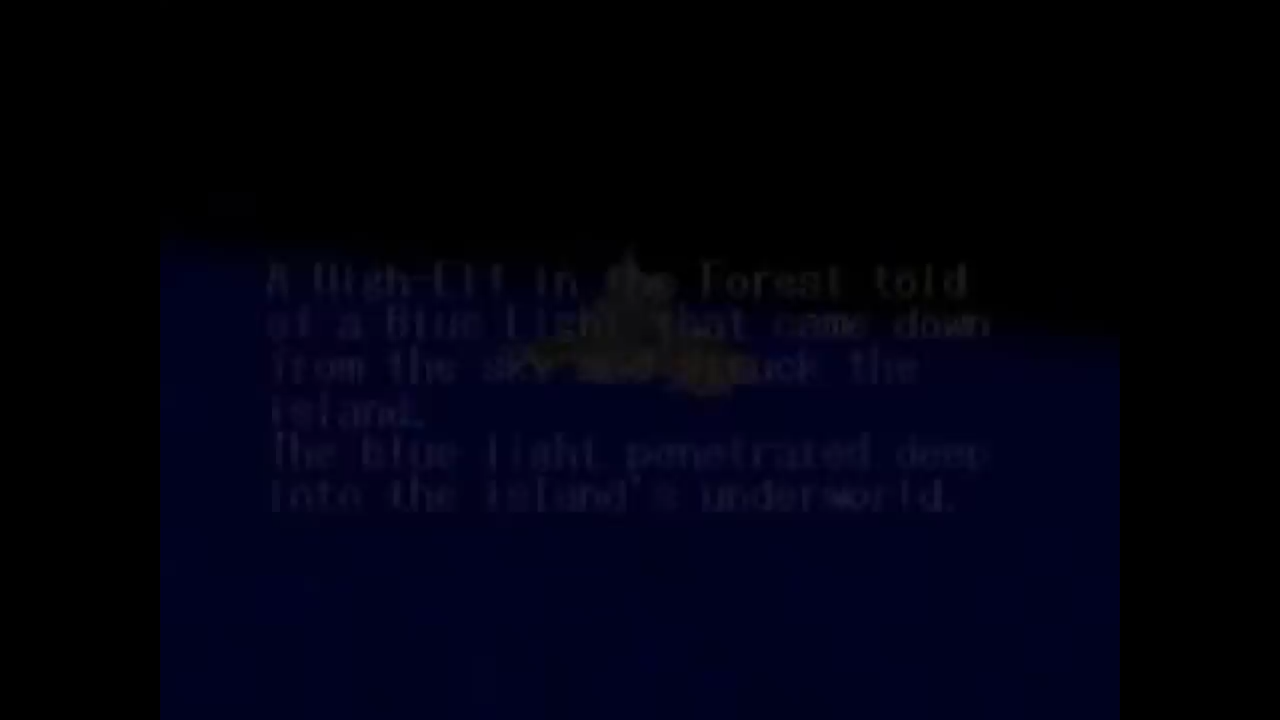 A High-Elf in the Forest told
of a Blue Light that came down
from the sky and struck the
island.
The blue light penetrated deep
into the island's underworld.